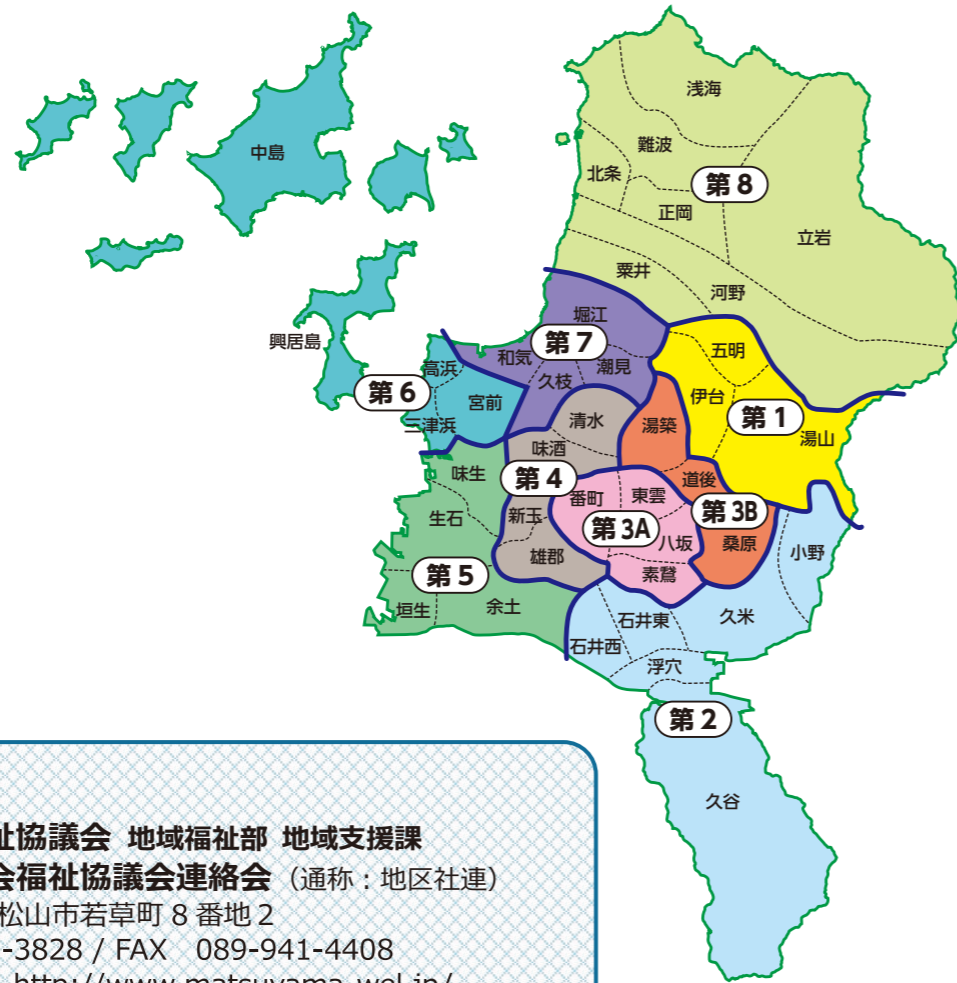 浅海
難波
中島
北条
第8
正岡
立岩
粟井
河野
堀江
興居島
第7
五明
和気
潮見
高浜
久枝
伊台
第6
宮前
清水
湯築
第1
三津浜
湯山
味酒
味生
第4
道後
番町
東雲
第3B
生石
新玉
第3A
八坂
桑原
小野
雄郡
素鵞
第5
垣生
余土
石井東
久米
石井西
浮穴
第2
久谷
祉協議会 地域福祉部 地域支援課
会福祉協議会連絡会（通称：地区社連）
松山市若草町8番地2
-3828 / FAX 089-941-4408
http://www.matsuyama-wel.jp/